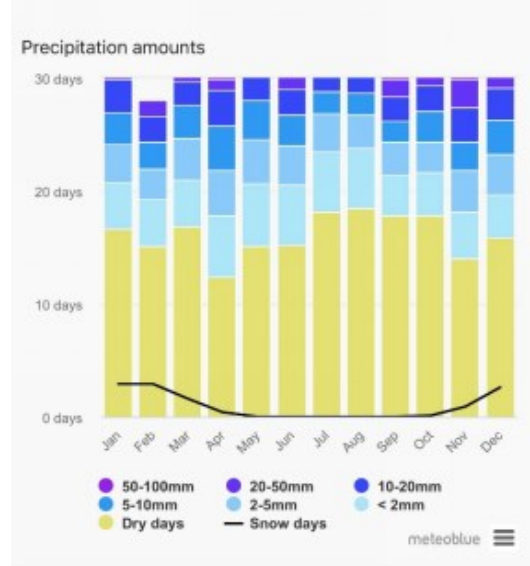 Precipitation amounts
30 days
20 days
10 days
0 days
Jan Feb Mar Apr May Jun Jul Aug Sep Oct Nov Dec
50-100mm 20-50mm 10-20mm
5-10mm 2-5mm < 2mm
Dry days Snow days
meteoblue